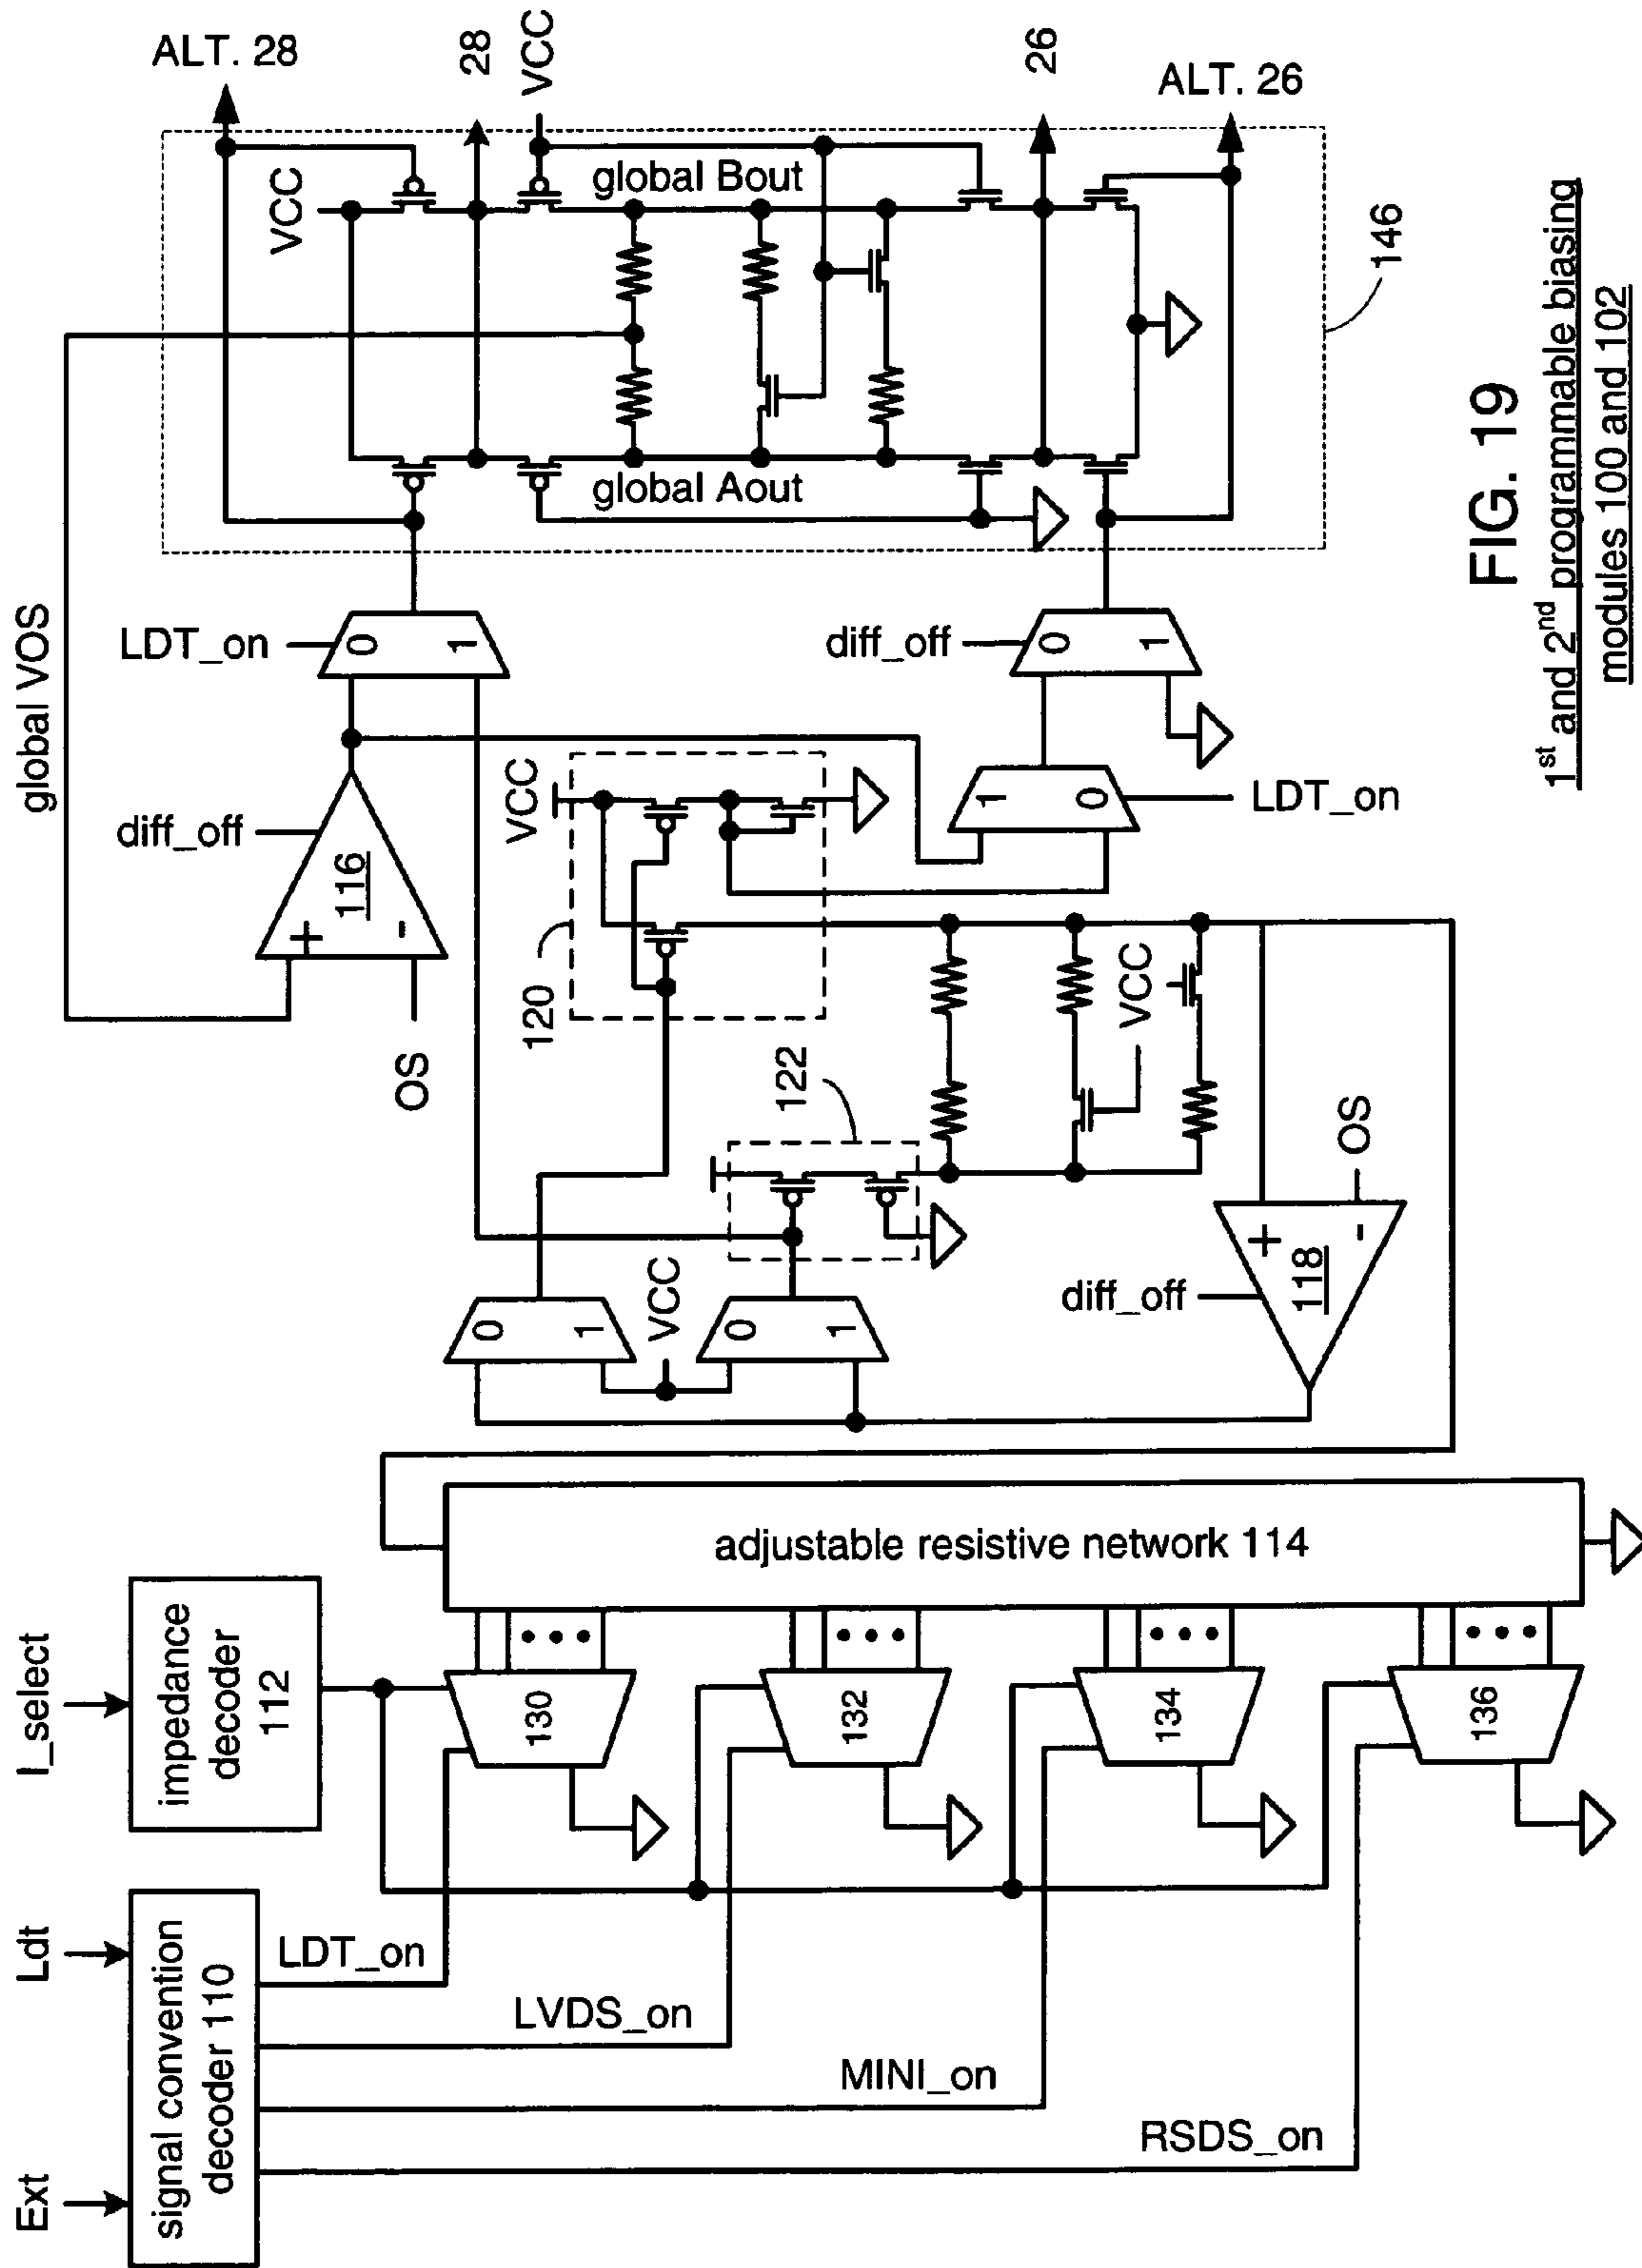 Ext
Ldt
I_select
signal convention
decoder 110
impedance
decoder
112
LDT_on
LVDS_on
MINI_on
RSDS_on
130
132
134
136
adjustable resistive network 114
0
1
VCC
0
1
diff_off
+
-
118
OS
122
VCC
120
VCC
global VOS
OS
+
-
116
diff_off
LDT_on
0
1
1
0
LDT_on
diff_off
0
1
ALT. 28
28
VCC
VCC
global Bout
global Aout
26
ALT. 26
146
FIG. 19
1st and 2nd programmable biasing
modules 100 and 102